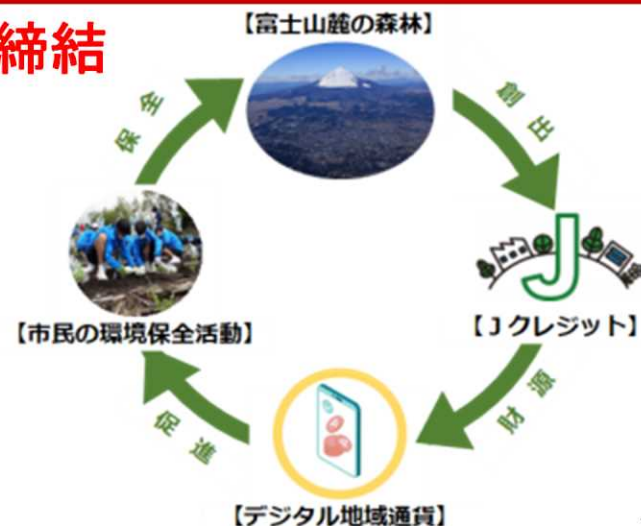 締結
【富士山麓の森林】
保全
創出
【市民の環境保全活動】
【Jクレジット】
促進
財源
【デジタル地域通貨】